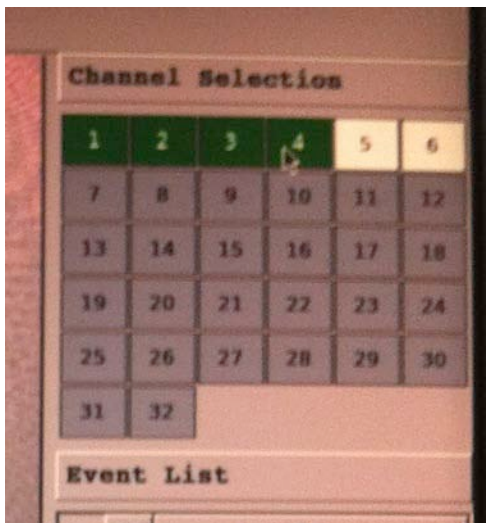 Channel Selection
1 2 3 4 5 6
7 8 9 10 11 12
13 14 15 16 17 18
19 20 21 22 23 24
25 26 27 28 29 30
31 32
Event List